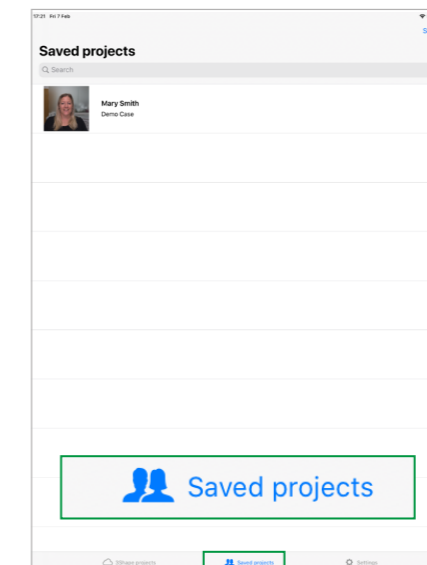 17:21 Fri 7 Feb
S
Saved projects
Search
Mary Smith
Demo Case
Saved projects
3Shape projects
Saved projects
Settings